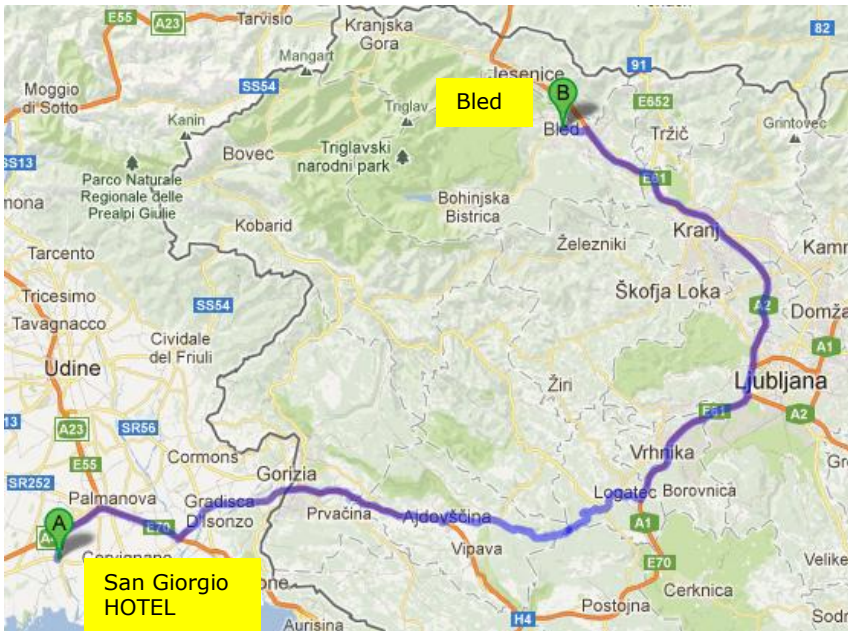 E55
A23
Tarvisio
Kranjska
Gora
82
Mangart
Jesenice
91
Moggio
di Sotto
SS54
Bled
B
E652
Kanin
Triglav
Bled
Tržič
Grintovec
SS13
Bovec
Triglavski
narodni park
E61
Parco Naturale
Regionale delle
Prealpi Giulie
Bohinjska
Bistrica
Kobarid
Železniki
Kranj
Tarcento
Škofja Loka
Tricesimo
SS54
A2
Tavagnacco
Cividale
del Friuli
A1
Udine
Žiri
Ljubljana
E61
A2
13
A23
SR56
Vrhnika
E55
Cormons
SR252
Gorizia
Logatec
Borovnica
Palmanova
Gradisca
D'Isonzo
Prvačina
Ajdovščina
A
E70
A1
Vipava
E70
San Giorgio
HOTEL
Cerknica
H4
Postojna
Aurisina